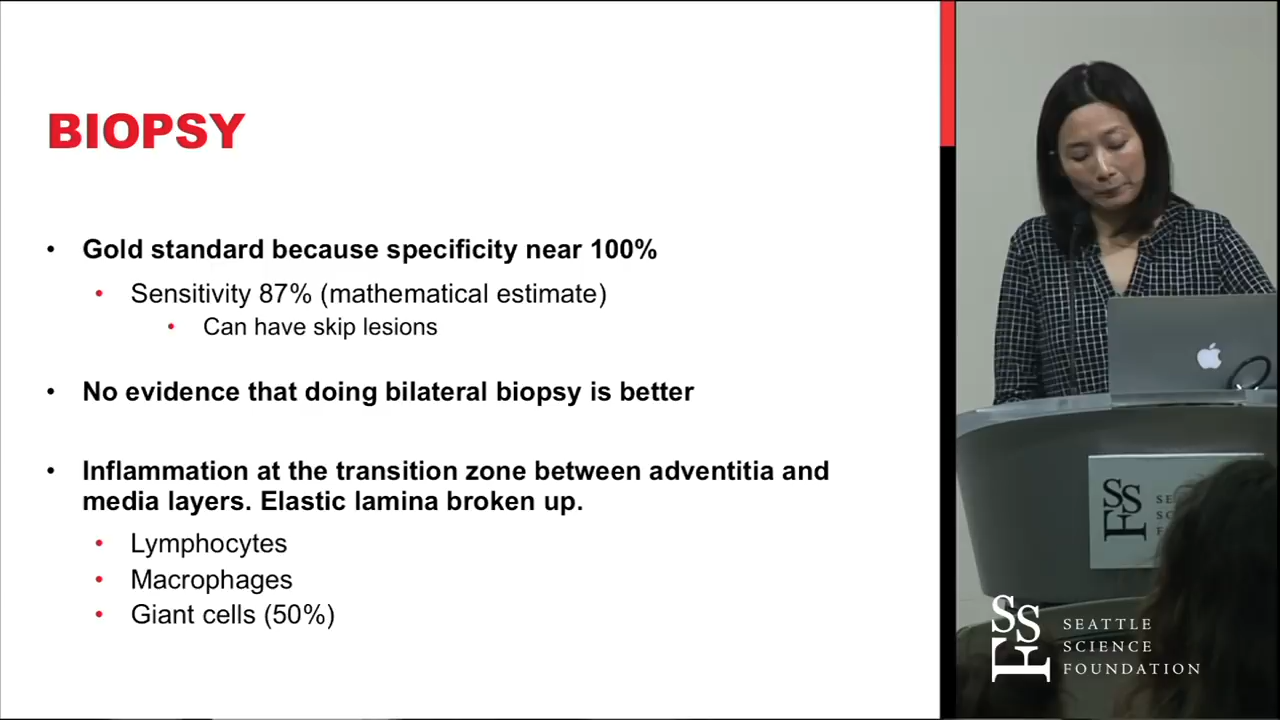 BIOPSY
• Gold standard because specificity near 100%
• Sensitivity 87% (mathematical estimate)
• Can have skip lesions
• No evidence that doing bilateral biopsy is better
• Inflammation at the transition zone between adventitia and
media layers. Elastic lamina broken up.
• Lymphocytes
• Macrophages
• Giant cells (50%)
SSF
SSF
SEATTLE
SCIENCE
FOUNDATION